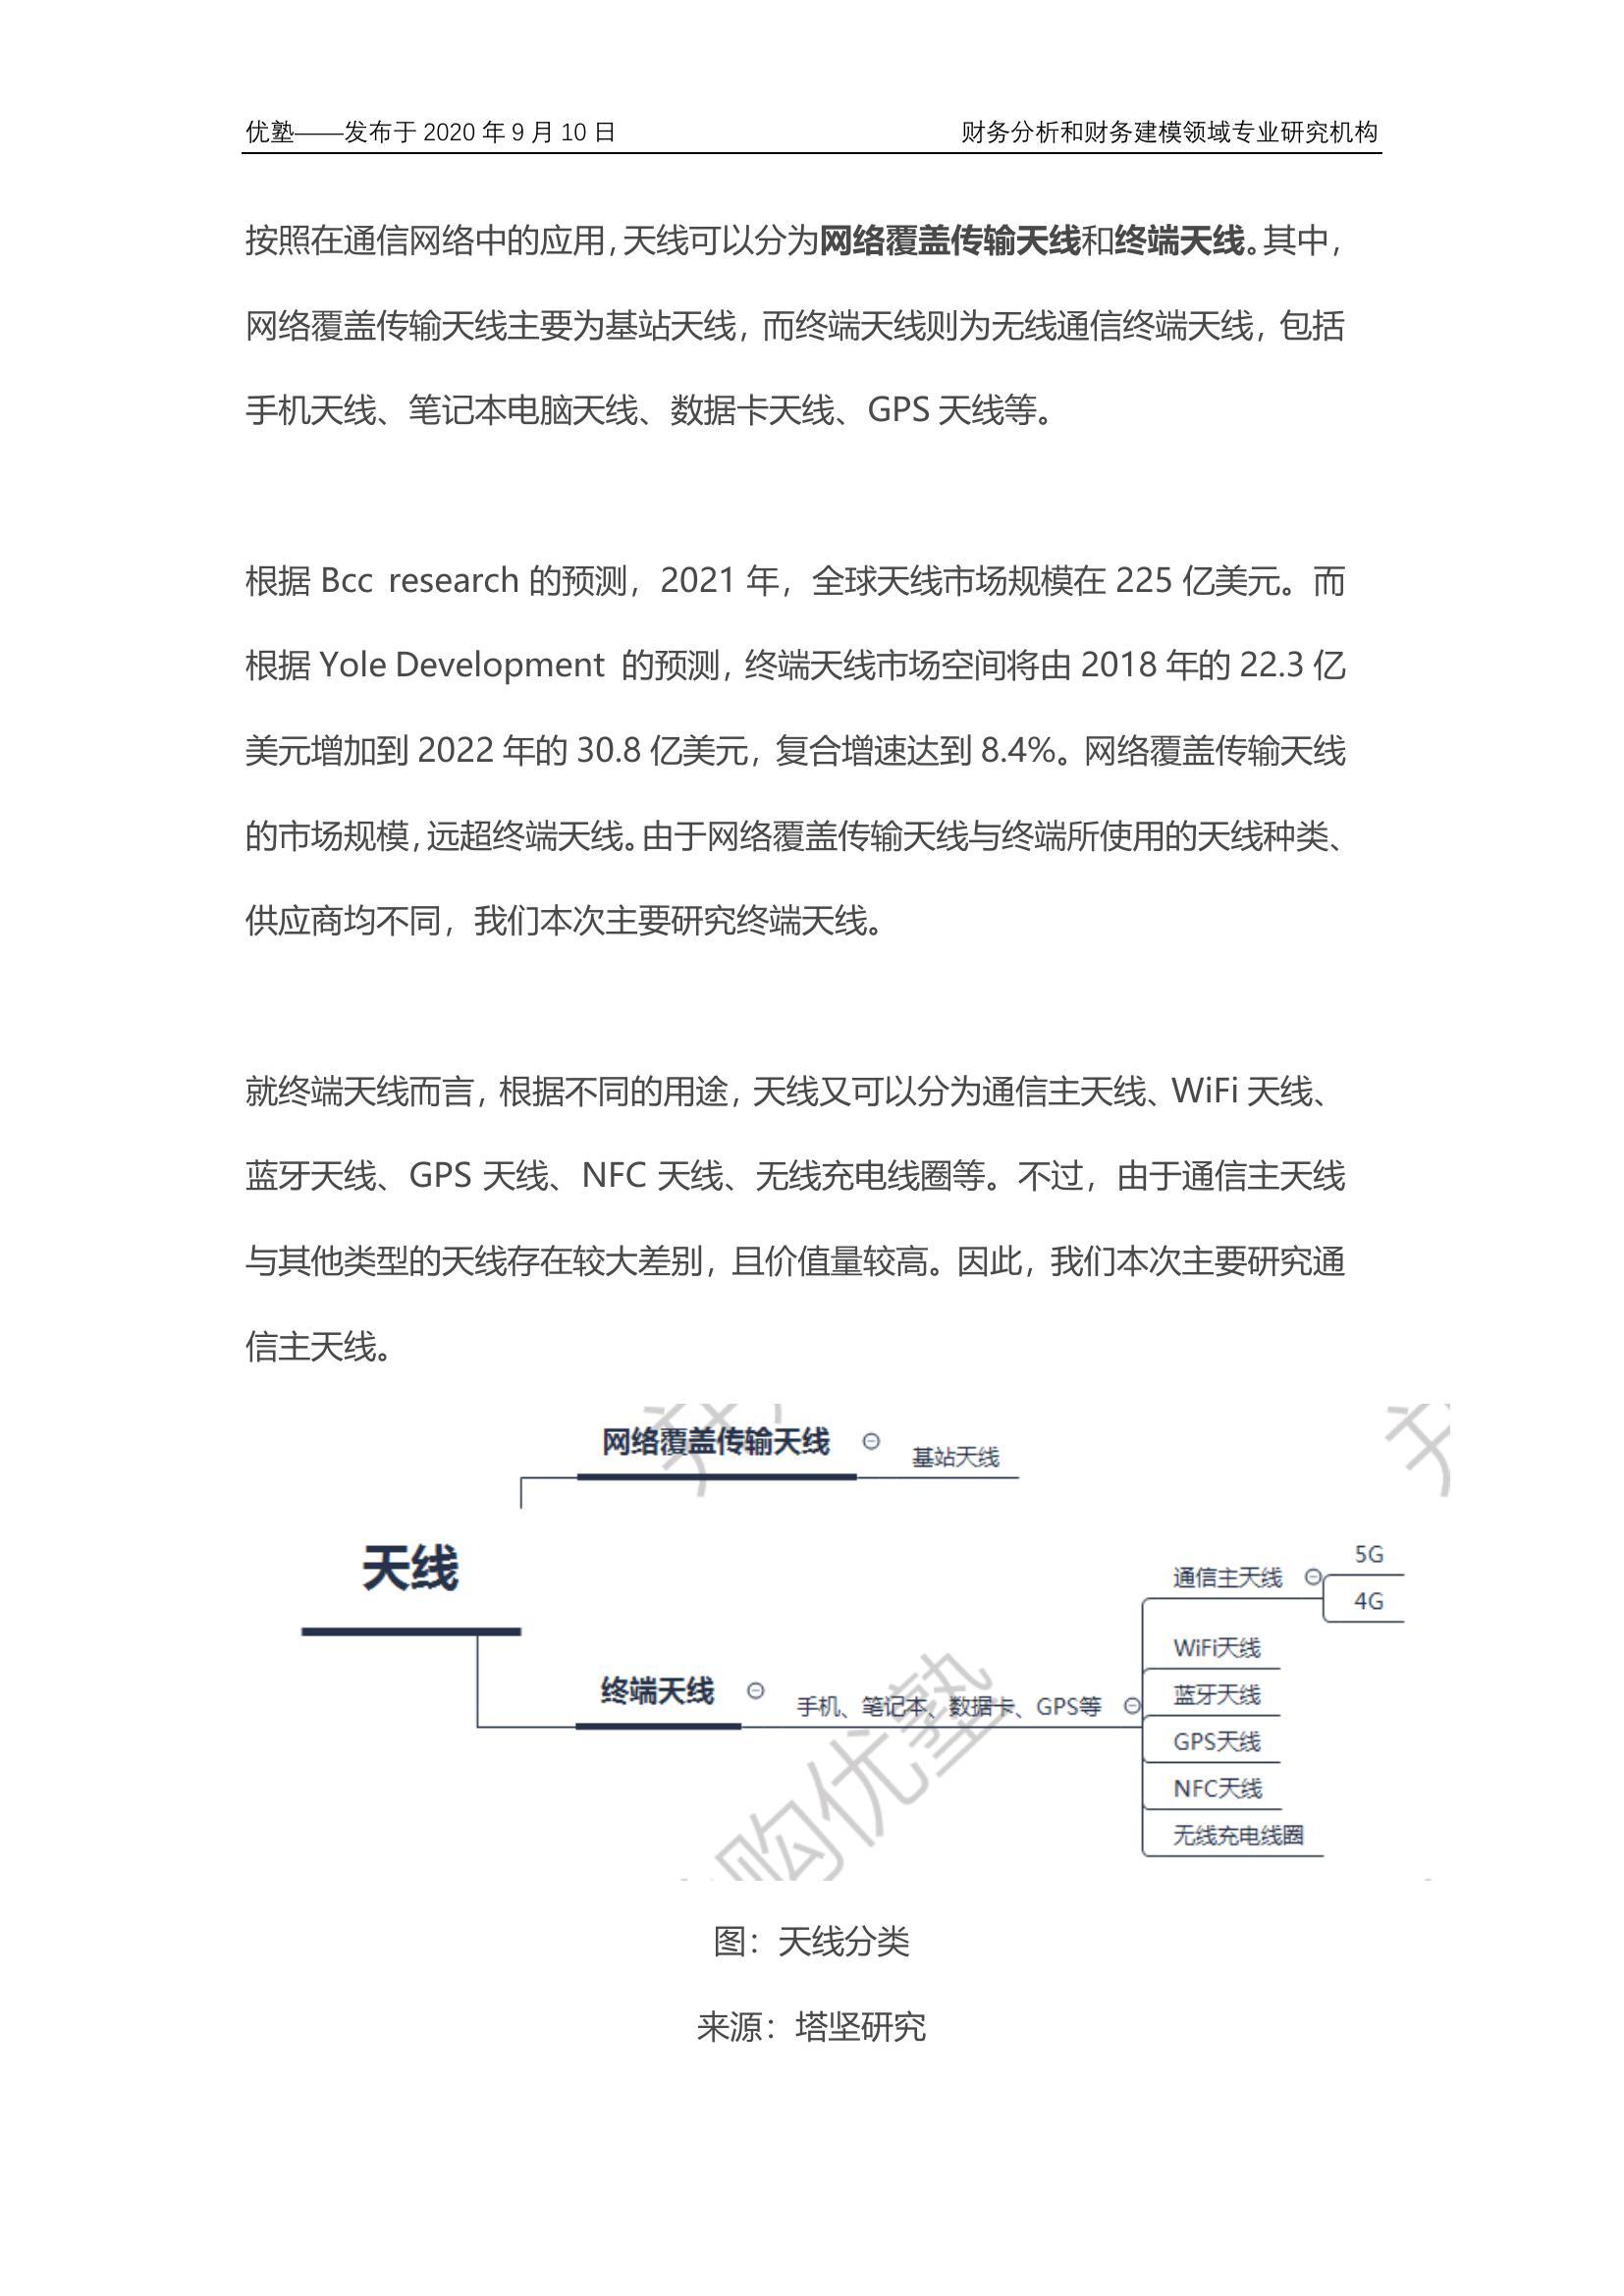 优塾——发布于 2020 年 9 月 10 日 财务分析和财务建模领域专业研究机构
按照在通信网络中的应用，天线可以分为网络覆盖传输天线和终端天线。其中，
网络覆盖传输天线主要为基站天线，而终端天线则为无线通信终端天线，包括
手机天线、笔记本电脑天线、数据卡天线、GPS 天线等。
根据 Bcc research 的预测，2021 年，全球天线市场规模在 225 亿美元。而
根据 Yole Development 的预测，终端天线市场空间将由 2018 年的 22.3 亿
美元增加到 2022 年的 30.8 亿美元，复合增速达到 8.4%。网络覆盖传输天线
的市场规模，远超终端天线。由于网络覆盖传输天线与终端所使用的天线种类、
供应商均不同，我们本次主要研究终端天线。
就终端天线而言，根据不同的用途，天线又可以分为通信主天线、WiFi 天线、
蓝牙天线、GPS 天线、NFC 天线、无线充电线圈等。不过，由于通信主天线
与其他类型的天线存在较大差别，且价值量较高。因此，我们本次主要研究通
信主天线。
网络覆盖传输天线
基站天线
天线
终端天线
手机、笔记本、数据卡、GPS等
通信主天线
5G
4G
WiFi天线
蓝牙天线
GPS天线
NFC天线
无线充电线圈
购优塾
图：天线分类
来源：塔坚研究